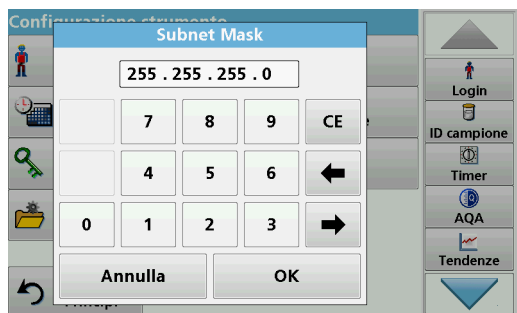 Configurazione strumento
Subnet Mask
255 . 255 . 255 . 0
7 8 9 CE
4 5 6
0 1 2 3
Annulla OK
Login
ID campione
Timer
AQA
Tendenze